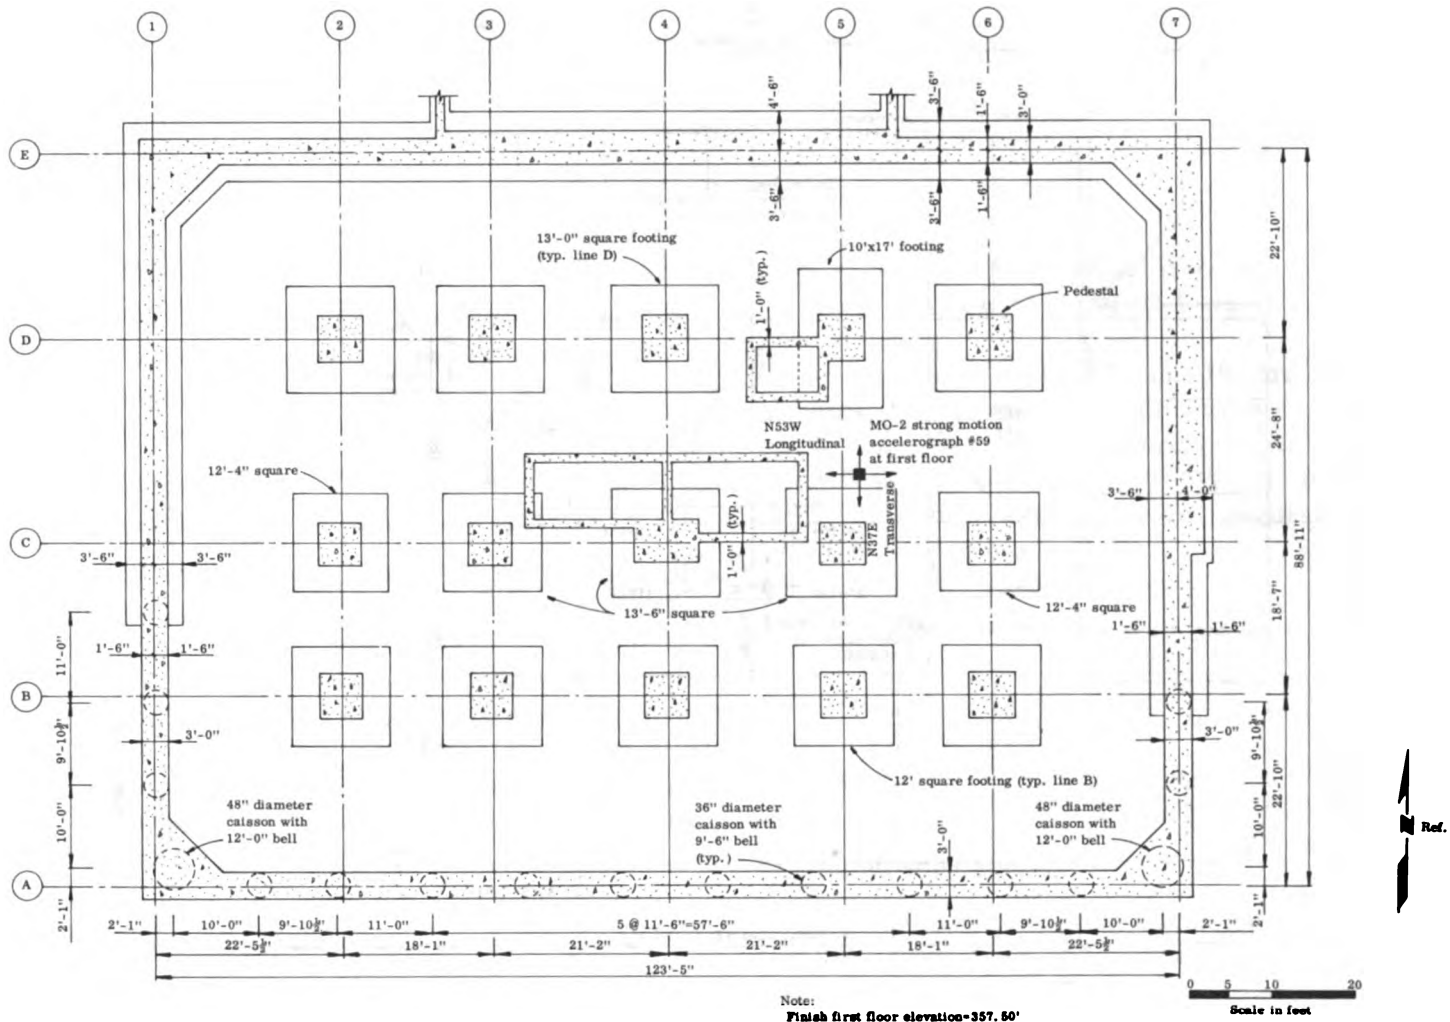 1 2 3 4 5 6 7
4'-6"
3'-6"
1'-6"
3'-0"
E
3'-6"
3'-6"
1'-6"
22'-10"
13'-0" square footing
(typ. line D)
1'-0" (typ.)
10'x17' footing
Pedestal
D
N53W
Longitudinal
MO-2 strong motion
accelerograph #59
at first floor
24'-8"
12'-4" square
3'-6" 4'-0"
1'-0" (typ.)
N37E
Transverse
C
88'-11"
3'-6" 3'-6"
13'-6" square
12'-4" square
18'-7"
11'-0"
1'-6" 1'-6"
1'-6" 1'-6"
B
9'-10½"
3'-0"
3'-0"
9'-10½"
22'-10"
12' square footing (typ. line B)
10'-0"
48" diameter
caisson with
12'-0" bell
36" diameter
caisson with
9'-6" bell
(typ.)
3'-0"
48" diameter
caisson with
12'-0" bell
10'-0"
N Ref.
A
2'-1"
2'-1"
2'-1" 10'-0" 9'-10½" 11'-0" 5 @ 11'-6"=57'-6" 11'-0" 9'-10½" 10'-0" 2'-1"
22'-5½" 18'-1" 21'-2" 21'-2" 18'-1" 22'-5½"
123'-5"
0 5 10 20
Scale in feet
Note:
Finish first floor elevation=357.50'